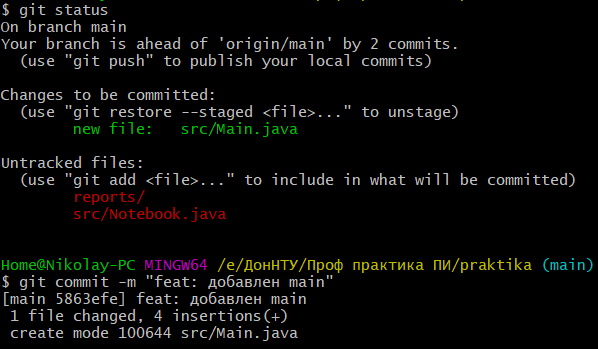 $ git status
On branch main
Your branch is ahead of 'origin/main' by 2 commits.
  (use "git push" to publish your local commits)

Changes to be committed:
  (use "git restore --staged <file>..." to unstage)
        new file:   src/Main.java

Untracked files:
  (use "git add <file>..." to include in what will be committed)
        reports/
        src/Notebook.java

Home@Nikolay-PC MINGW64 /e/ДонНТУ/Проф практика ПИ/praktika (main)
$ git commit -m "feat: добавлен main"
[main 5863efe] feat: добавлен main
 1 file changed, 4 insertions(+)
 create mode 100644 src/Main.java